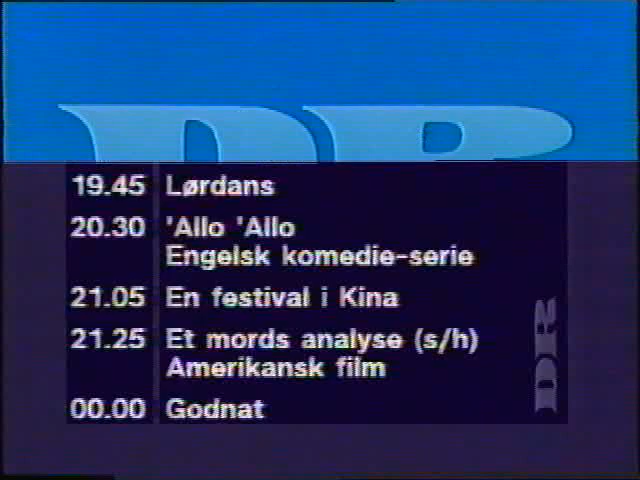 DR
19.45 Lørdans
20.30 'Allo 'Allo
Engelsk komedie-serie
21.05 En festival i Kina
21.25 Et mords analyse (s/h)
Amerikansk film
00.00 Godnat
DR